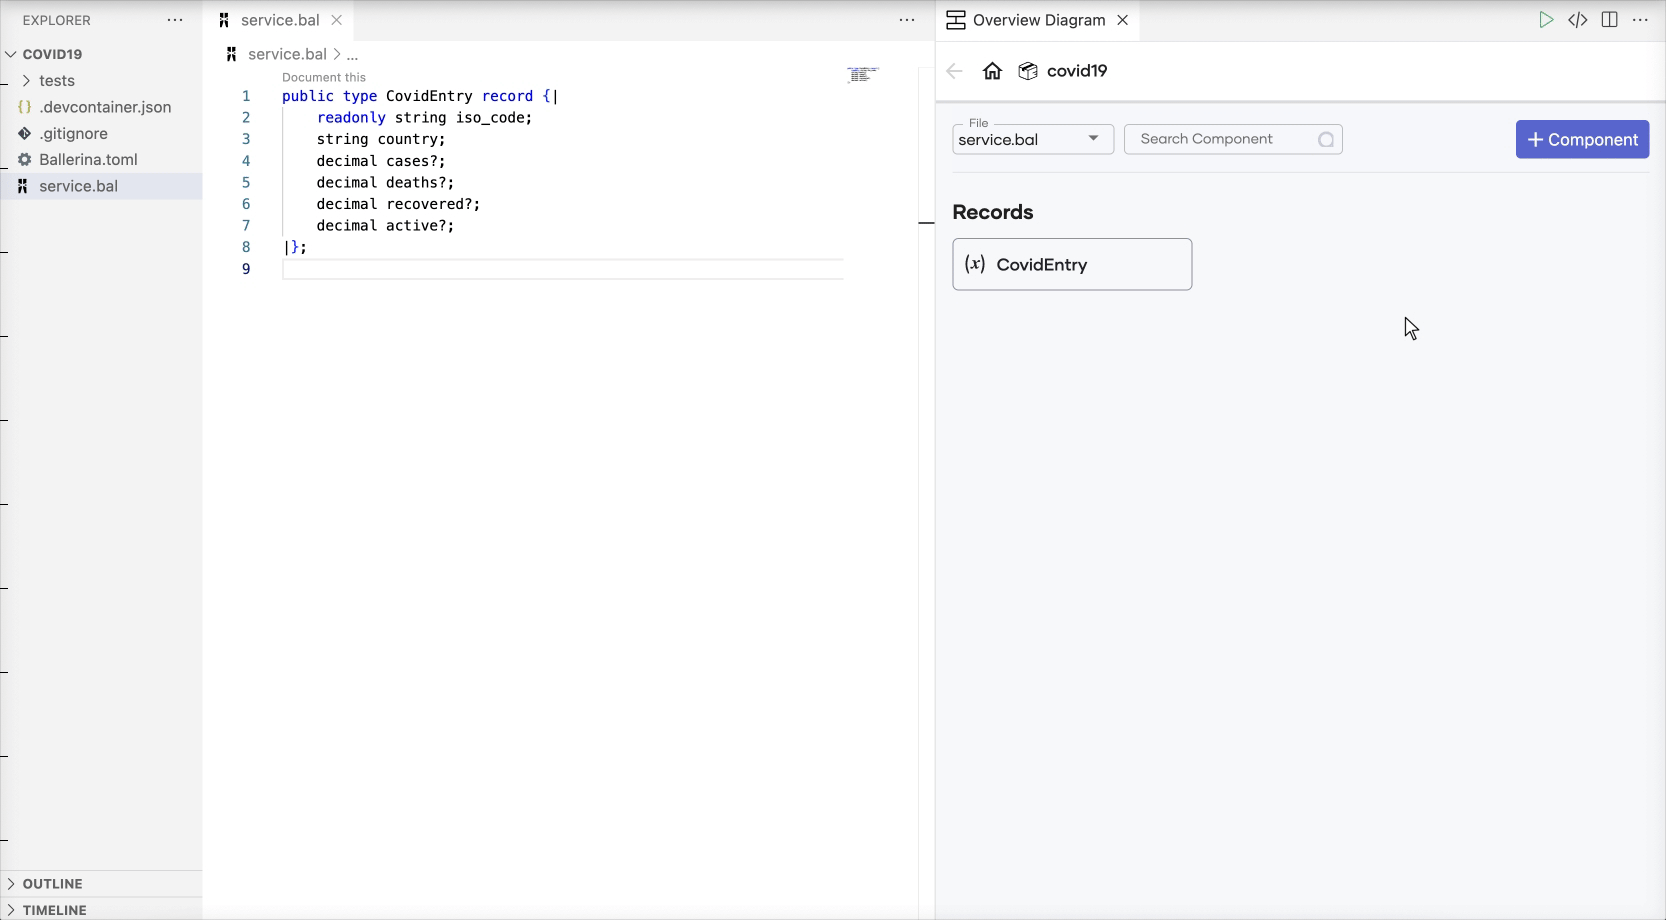 EXPLORER
COVID19
tests
{} .devcontainer.json
.gitignore
Ballerina.toml
service.bal
OUTLINE
TIMELINE
service.bal
service.bal > ...
Document this
1 public type CovidEntry record {|
2 readonly string iso_code;
3 string country;
4 decimal cases?;
5 decimal deaths?;
6 decimal recovered?;
7 decimal active?;
8 |};
9
Overview Diagram
covid19
File
service.bal
Search Component
+ Component
Records
(x) CovidEntry